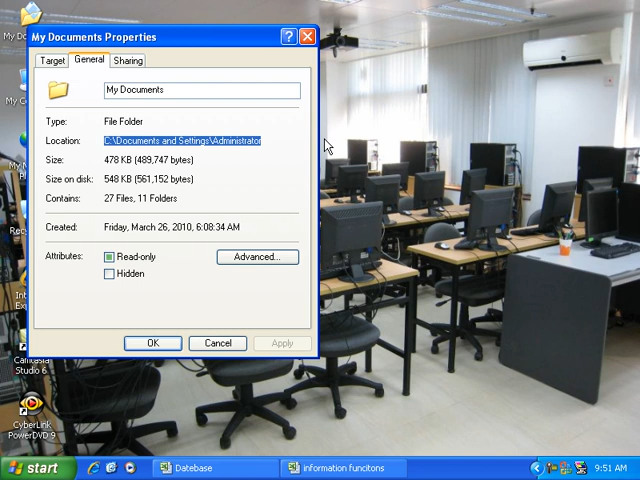 My Documents Properties
Target General Sharing
My Documents
Type: File Folder
Location: C:\Documents and Settings\Administrator
Size: 478 KB (489,747 bytes)
Size on disk: 548 KB (561,152 bytes)
Contains: 27 Files, 11 Folders
Created: Friday, March 26, 2010, 6:08:34 AM
Attributes: Read-only Advanced...
Hidden
OK Cancel Apply
Camtasia
Studio 6
CyberLink
PowerDVD 9
start Datebase information funcitons 9:51 AM